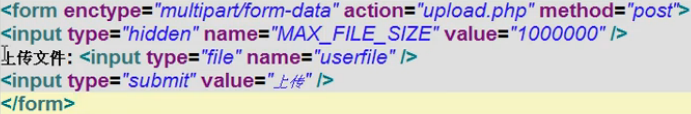 <form enctype="multipart/form-data" action="upload.php" method="post">
<input type="hidden" name="MAX_FILE_SIZE" value="1000000" />
上传文件: <input type="file" name="userfile" />
<input type="submit" value="上传" />
</form>